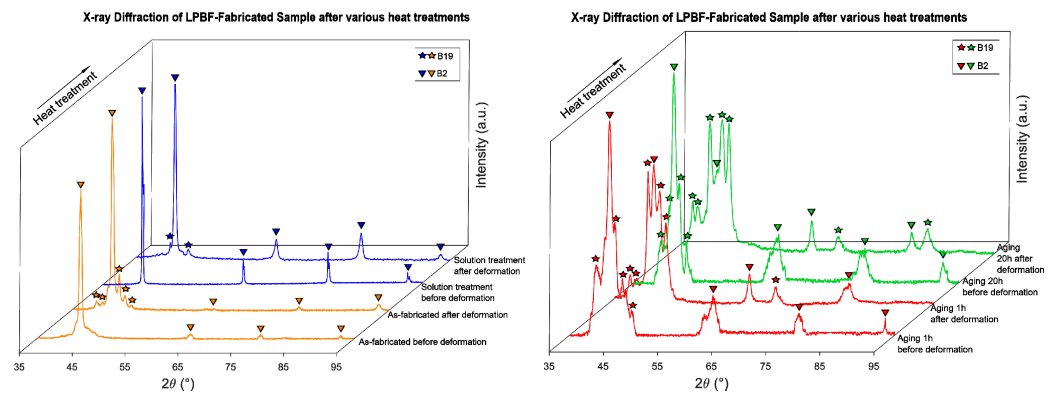 X-ray Diffraction of LPBF-Fabricated Sample after various heat treatments
Heat treatment
B19
B2
Intensity (a.u.)
Solution treatment
after deformation
Solution treatment
before deformation
As-fabricated after deformation
As-fabricated before deformation
35 45 55 65 75 85 95
2θ (°)
X-ray Diffraction of LPBF-Fabricated Sample after various heat treatments
Heat treatment
B19
B2
Intensity (a.u.)
Aging
20h after
deformation
Aging 20h
before deformation
Aging 1h
after deformation
Aging 1h
before deformation
35 45 55 65 75 85 95
2θ (°)